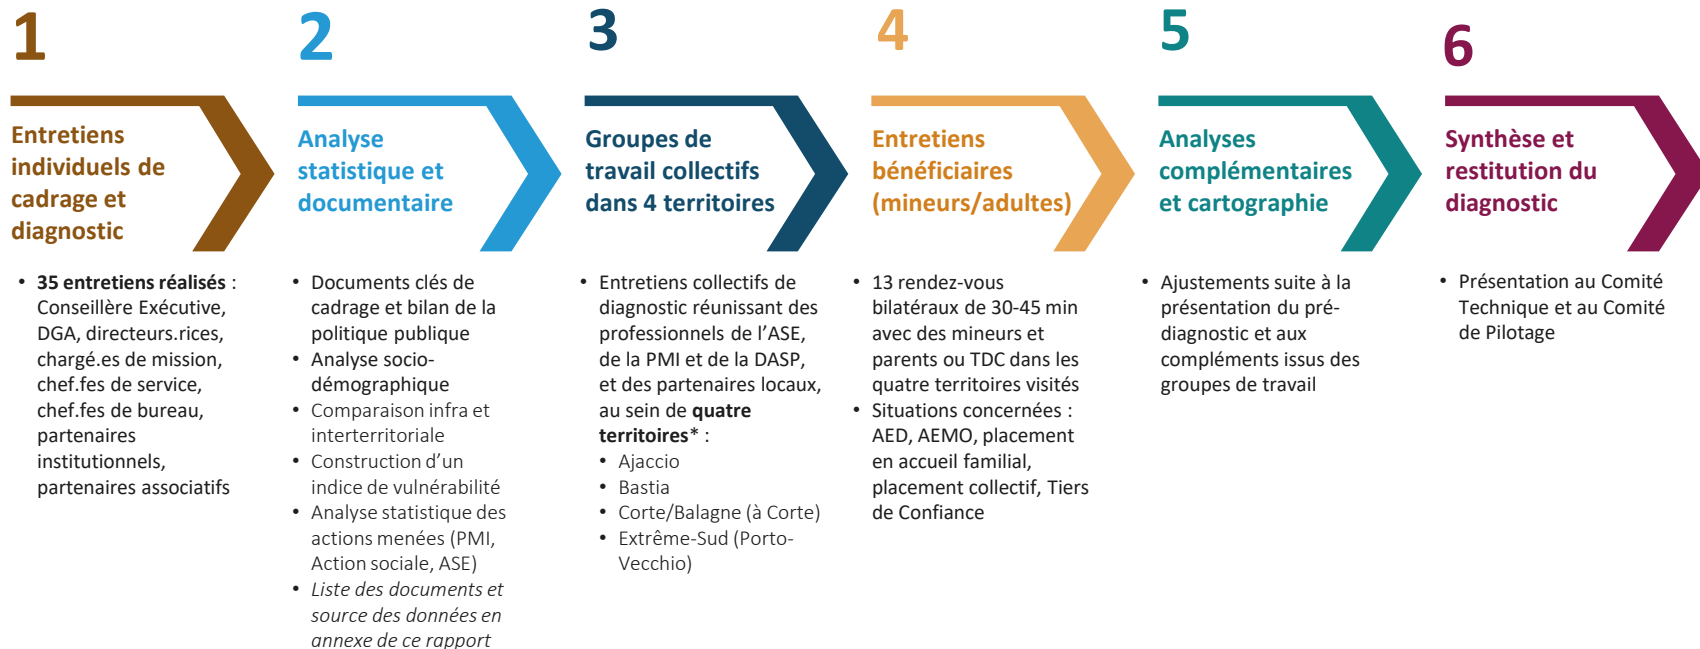 1
Entretiens
individuels de
cadrage et
diagnostic
• 35 entretiens réalisés :
Conseillère Exécutive,
DGA, directeurs.rices,
chargé.es de mission,
chef.fes de service,
chef.fes de bureau,
partenaires
institutionnels,
partenaires associatifs
2
Analyse
statistique et
documentaire
• Documents clés de
cadrage et bilan de la
politique publique
• Analyse socio-
démographique
• Comparaison infra et
interterritoriale
• Construction d’un
indice de vulnérabilité
• Analyse statistique des
actions menées (PMI,
Action sociale, ASE)
• Liste des documents et
source des données en
annexe de ce rapport
3
Groupes de
travail collectifs
dans 4 territoires
• Entretiens collectifs de
diagnostic réunissant des
professionnels de l’ASE,
de la PMI et de la DASP,
et des partenaires locaux,
au sein de quatre
territoires* :
• Ajaccio
• Bastia
• Corte/Balagne (à Corte)
• Extrême-Sud (Porto-
Vecchio)
4
Entretiens
bénéficiaires
(mineurs/adultes)
• 13 rendez-vous
bilatéraux de 30-45 min
avec des mineurs et
parents ou TDC dans les
quatre territoires visités
• Situations concernées :
AED, AEMO, placement
en accueil familial,
placement collectif, Tiers
de Confiance
5
Analyses
complémentaires
et cartographie
• Ajustements suite à la
présentation du pré-
diagnostic et aux
compléments issus des
groupes de travail
6
Synthèse et
restitution du
diagnostic
• Présentation au Comité
Technique et au Comité
de Pilotage